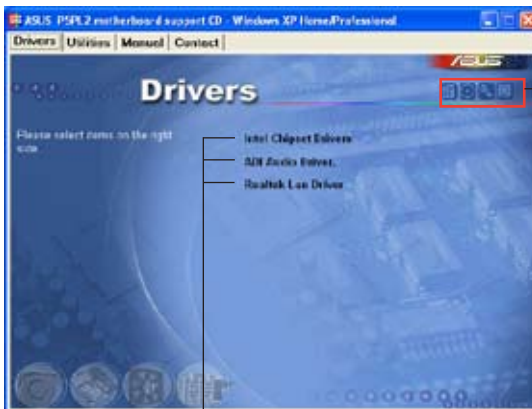 ASUS P5PL2 motherboard support CD - Windows XP Home/Professional
Drivers Utilities Manual Contact
ASUS
Drivers
Please select items on the right
side.
Intel Chipset Drivers
ADI Audio Driver.
Realtek Lan Driver